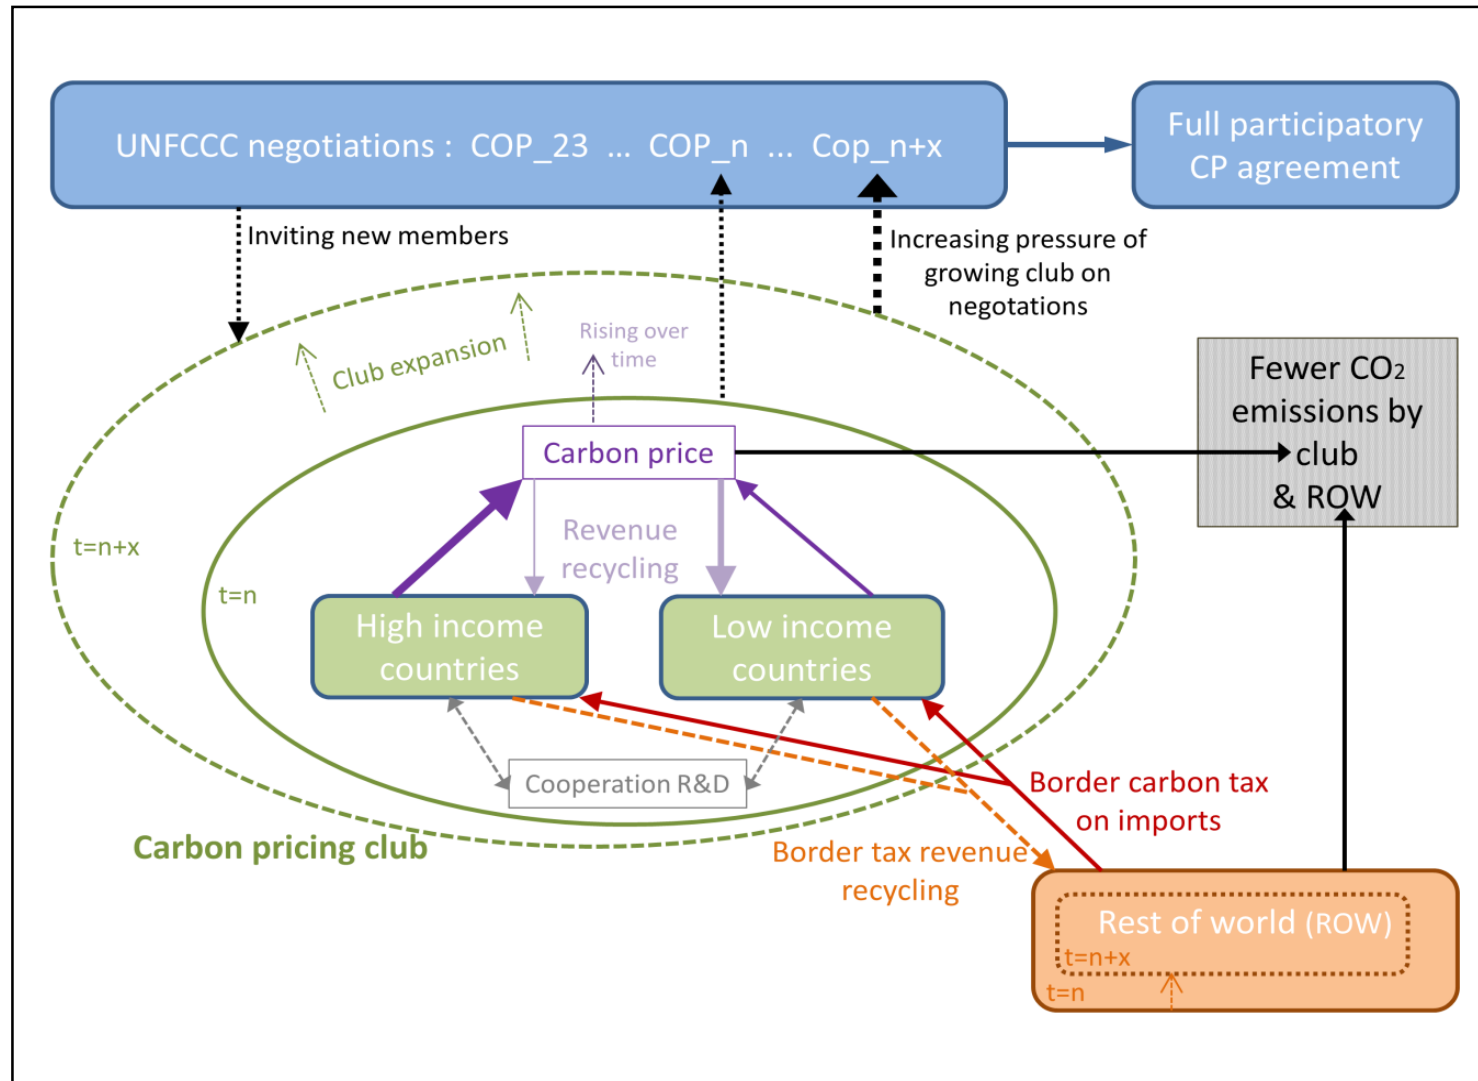 UNFCCC negotiations :  COP_23  ...  COP_n  ...  Cop_n+x
Full participatory
CP agreement
Inviting new members
Increasing pressure of
growing club on
negotations
Club expansion
Rising over
time
Fewer CO₂
emissions by
club
& ROW
Carbon price
Revenue
recycling
t=n+x
t=n
High income
countries
Low income
countries
Cooperation R&D
Carbon pricing club
Border carbon tax
on imports
Border tax revenue
recycling
Rest of world (ROW)
t=n+x
t=n